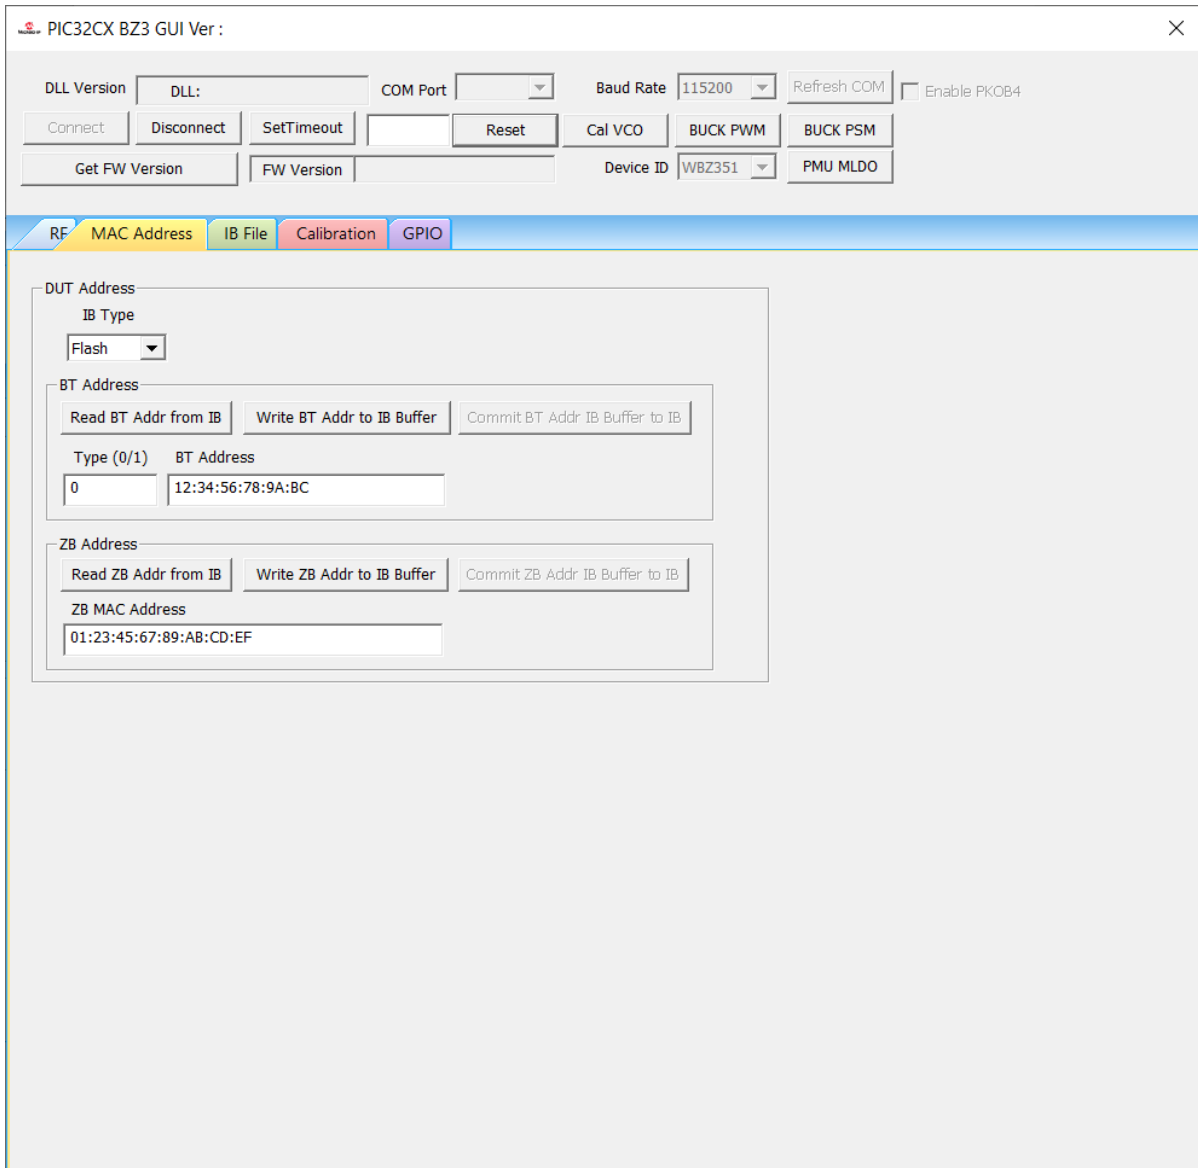 PIC32CX BZ3 GUI Ver :
DLL Version DLL: COM Port Baud Rate 115200 Refresh COM Enable PKOB4
Connect Disconnect SetTimeout Reset Cal VCO BUCK PWM BUCK PSM
Get FW Version FW Version Device ID WBZ351 PMU MLDO
RF MAC Address IB File Calibration GPIO
DUT Address
IB Type
Flash
BT Address
Read BT Addr from IB Write BT Addr to IB Buffer Commit BT Addr IB Buffer to IB
Type (0/1) BT Address
0 12:34:56:78:9A:BC
ZB Address
Read ZB Addr from IB Write ZB Addr to IB Buffer Commit ZB Addr IB Buffer to IB
ZB MAC Address
01:23:45:67:89:AB:CD:EF